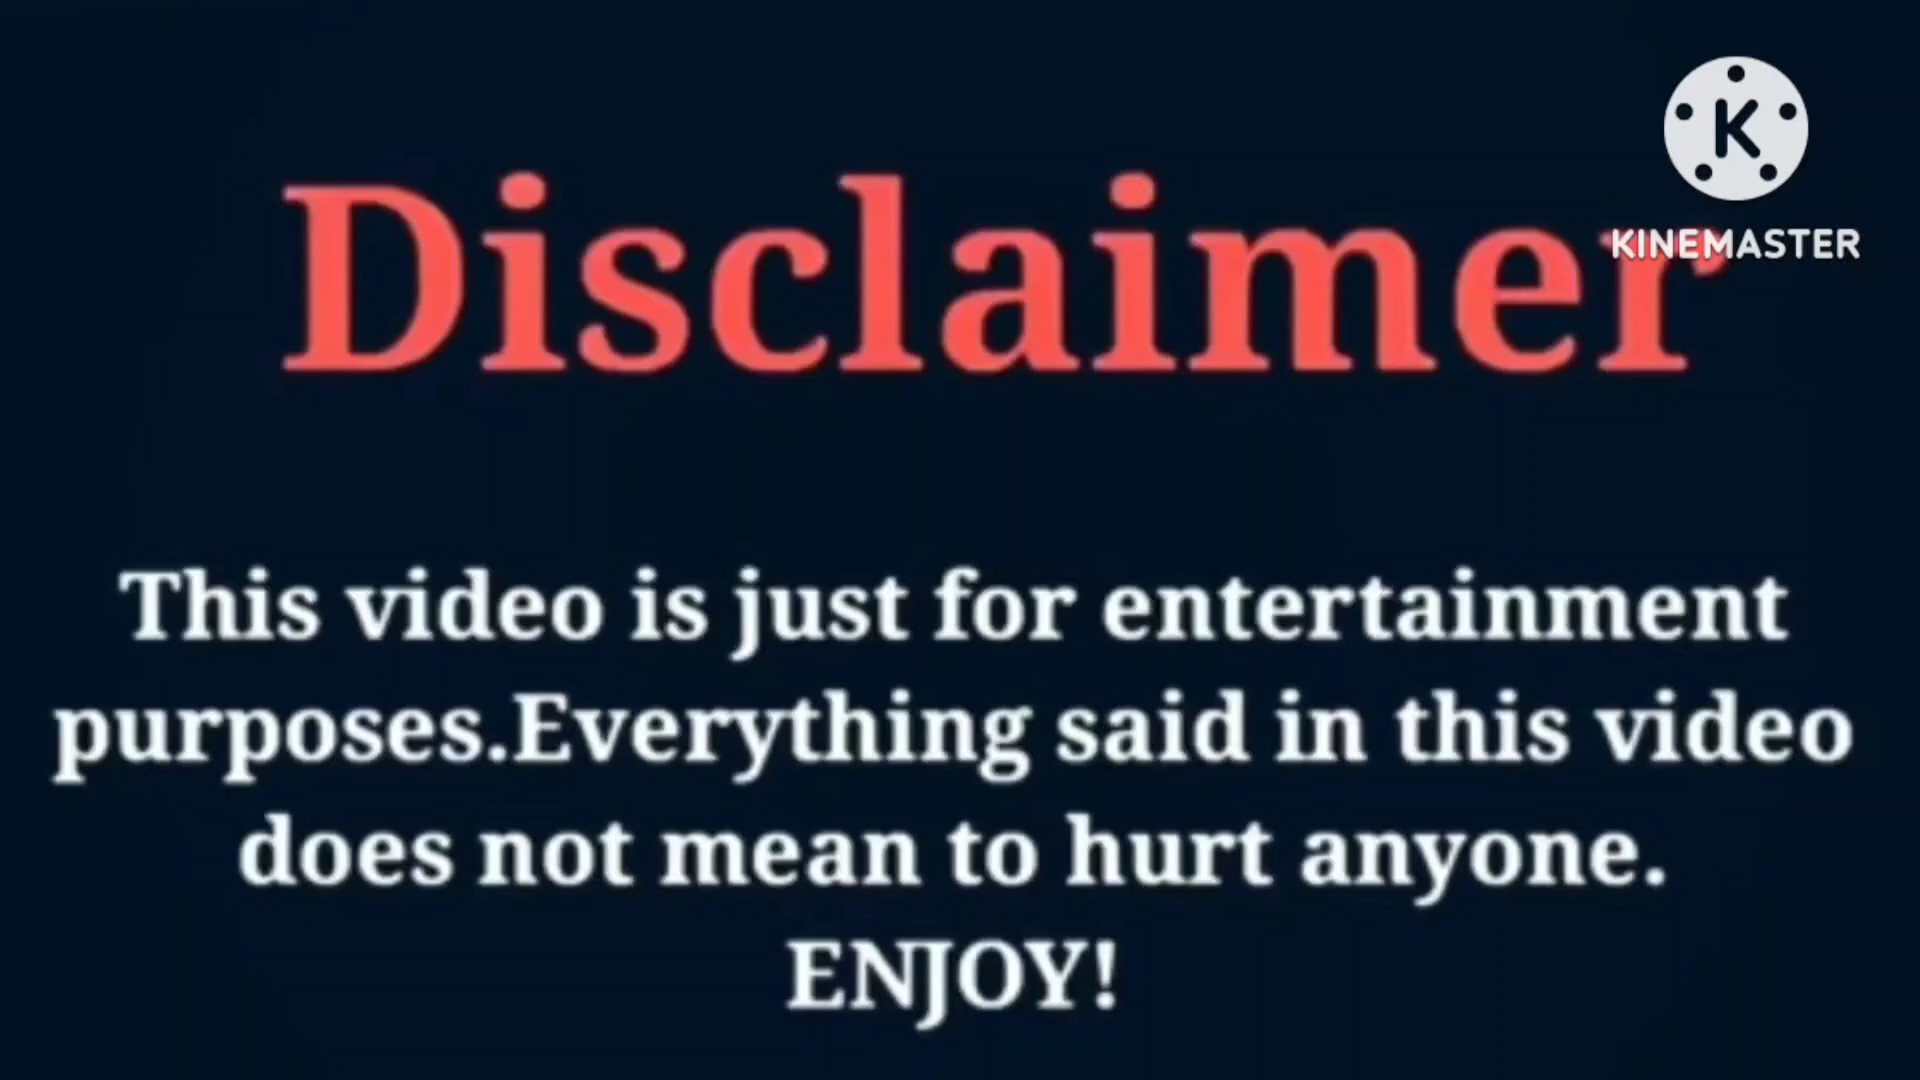 K
KINEMASTER
Disclaimer
This video is just for entertainment
purposes.Everything said in this video
does not mean to hurt anyone.
ENJOY!